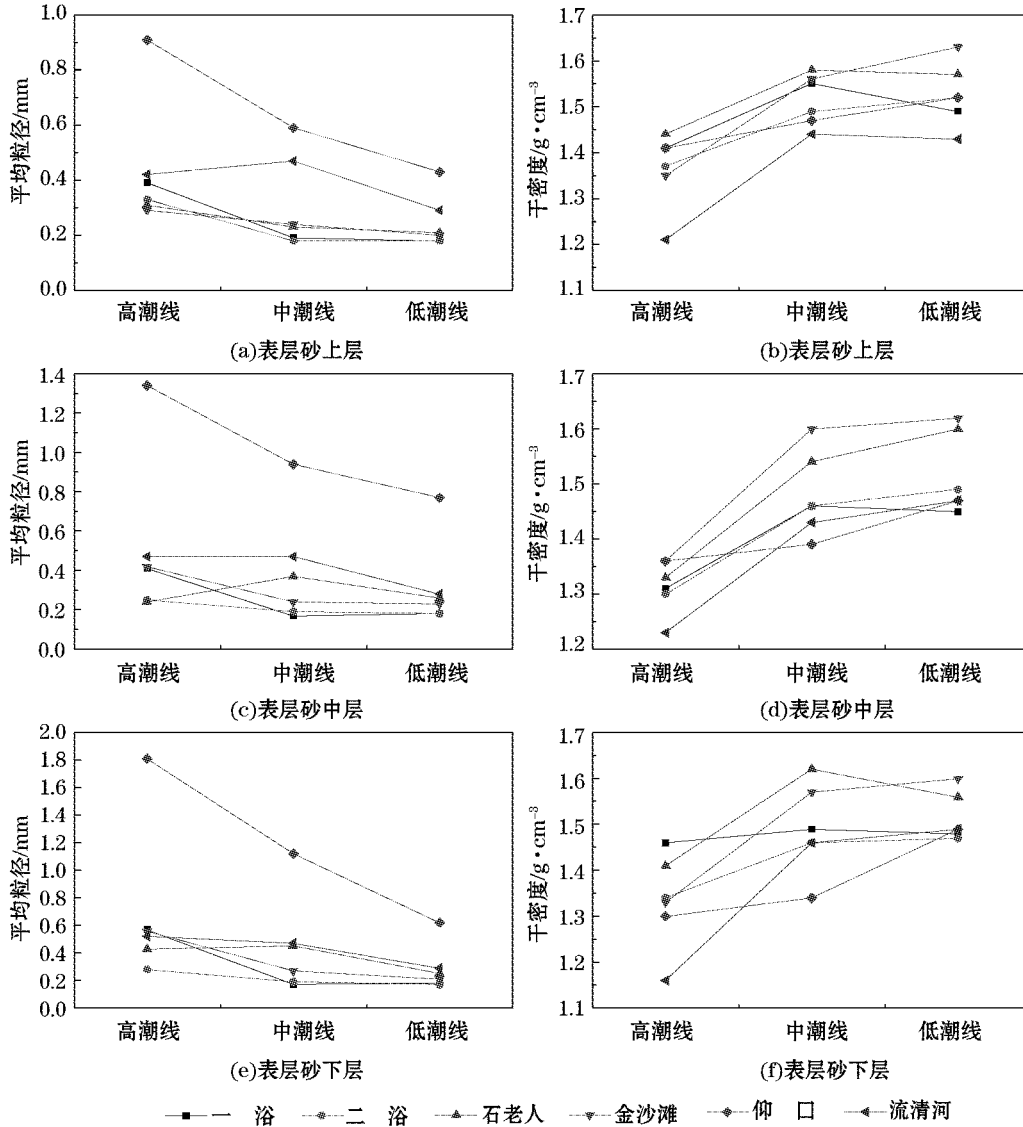 平均粒径/mm
1.0
0.8
0.6
0.4
0.2
0.0
高潮线 中潮线 低潮线
(a)表层砂上层
干密度/g·cm⁻³
1.7
1.6
1.5
1.4
1.3
1.2
1.1
高潮线 中潮线 低潮线
(b)表层砂上层
平均粒径/mm
1.4
1.2
1.0
0.8
0.6
0.4
0.2
0.0
高潮线 中潮线 低潮线
(c)表层砂中层
干密度/g·cm⁻³
1.7
1.6
1.5
1.4
1.3
1.2
高潮线 中潮线 低潮线
(d)表层砂中层
平均粒径/mm
2.0
1.8
1.6
1.4
1.2
1.0
0.8
0.6
0.4
0.2
0.0
高潮线 中潮线 低潮线
(e)表层砂下层
干密度/g·cm⁻³
1.7
1.6
1.5
1.4
1.3
1.2
1.1
高潮线 中潮线 低潮线
(f)表层砂下层
一 浴 二 浴 石老人 金沙滩 仰 口 流清河